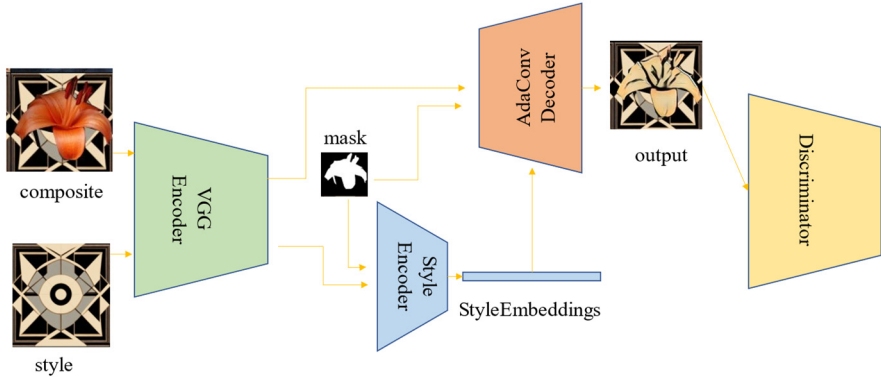 composite
style
VGG
Encoder
mask
Style
Encoder
StyleEmbeddings
AdaConv
Decoder
output
Discriminator